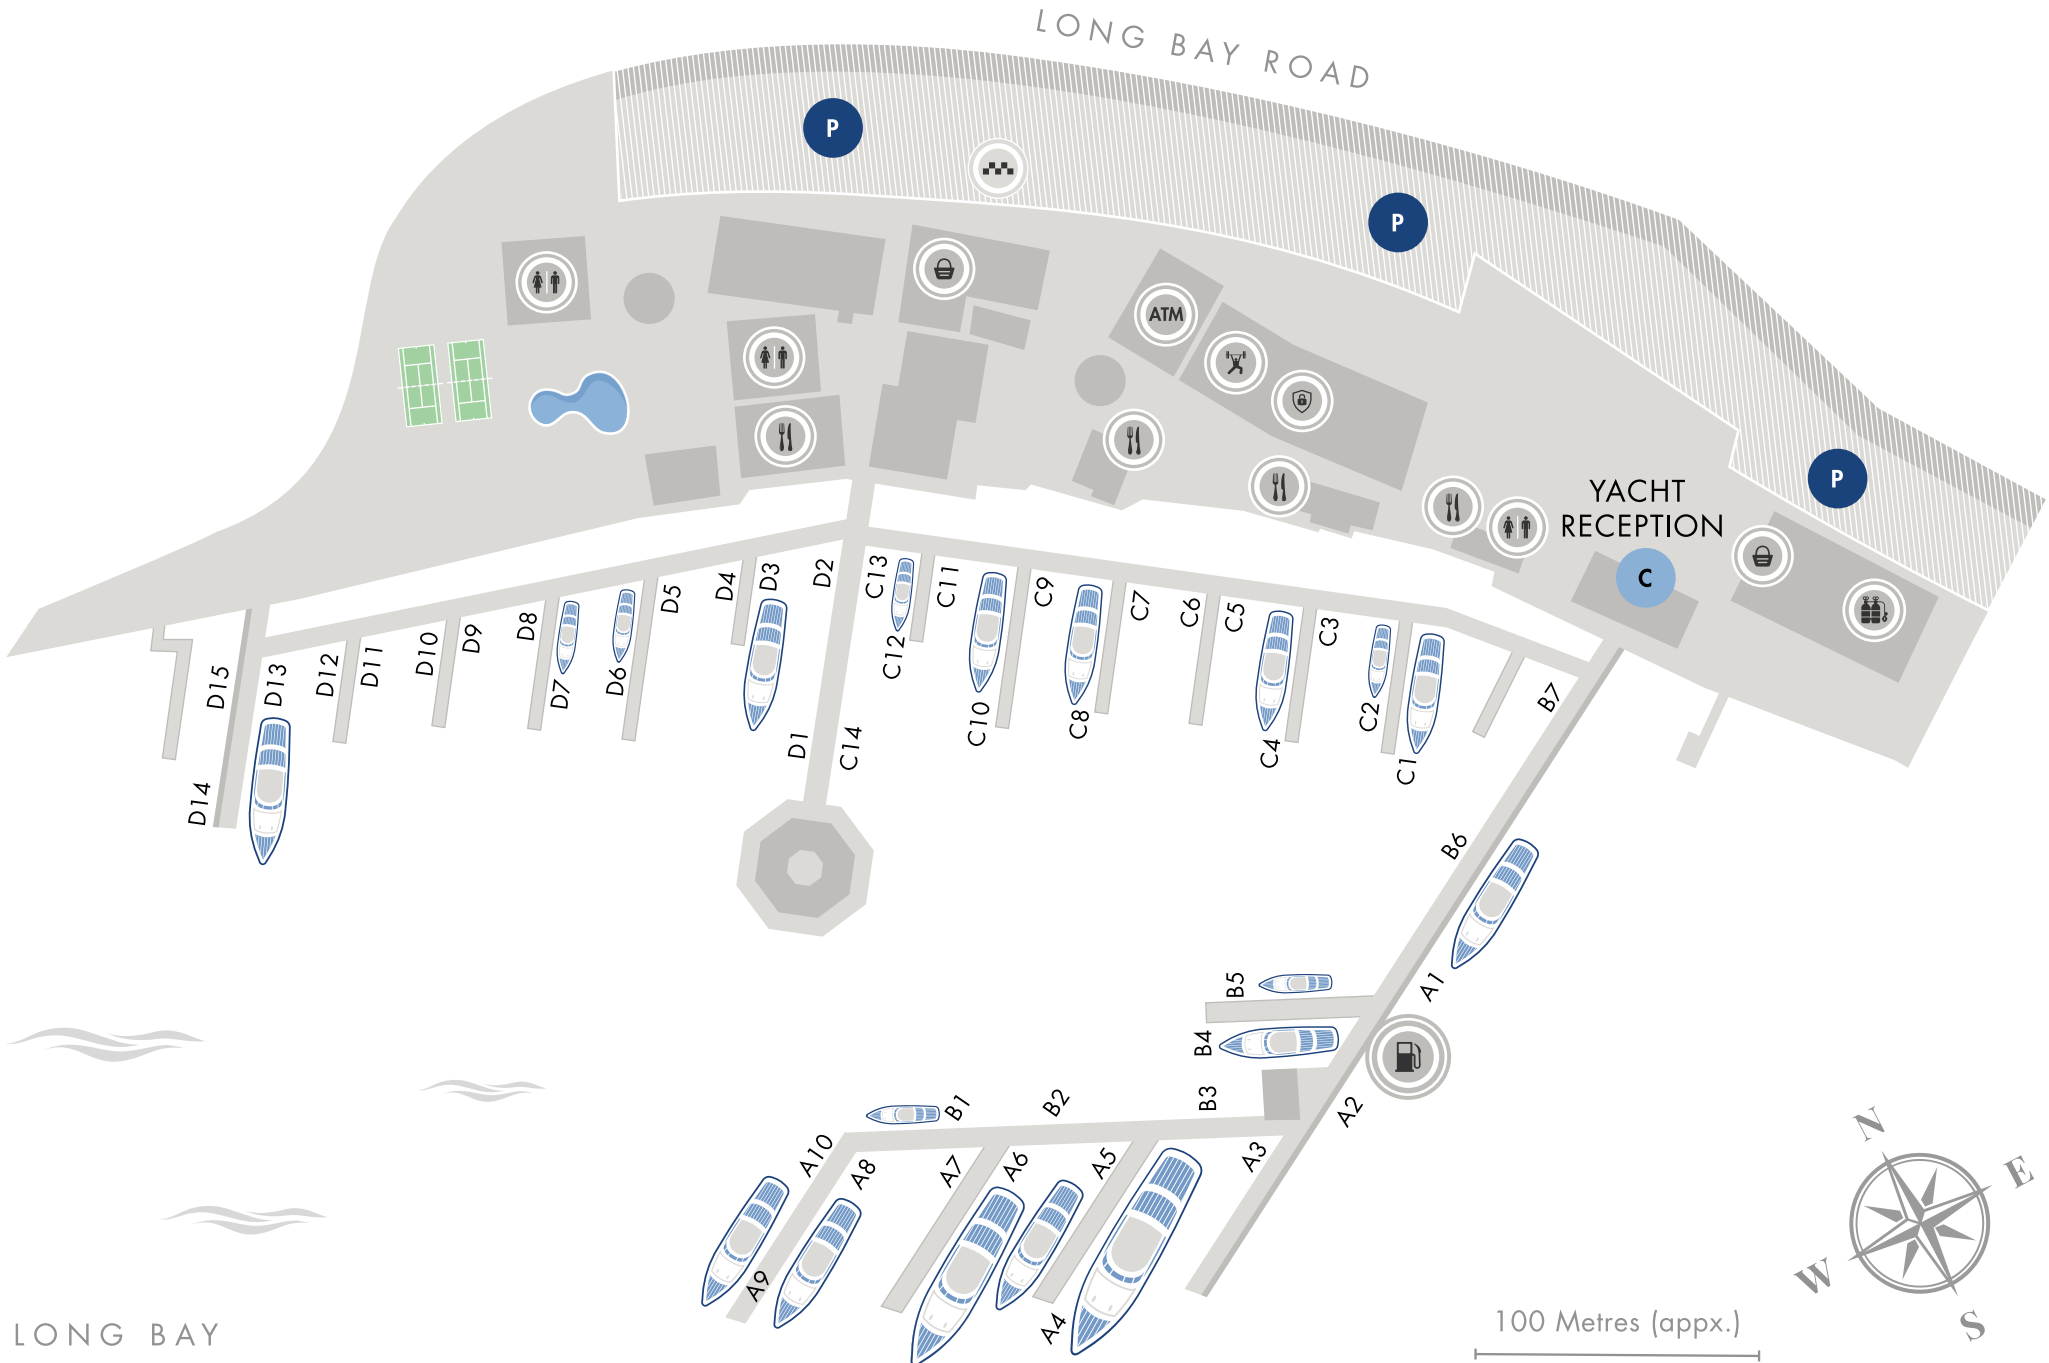 LONG BAY ROAD
P
P
ATM
P
YACHT
RECEPTION
C
D15
D14
D13
D12
D11
D10
D9
D8
D7
D6
D5
D4
D3
D2
D1
C14
C13
C12
C11
C10
C9
C8
C7
C6
C5
C4
C3
C2
C1
B7
B6
B5
B4
B3
B2
B1
A1
A2
A3
A4
A5
A6
A7
A8
A9
A10
N
E
W
S
100 Metres (appx.)
LONG BAY